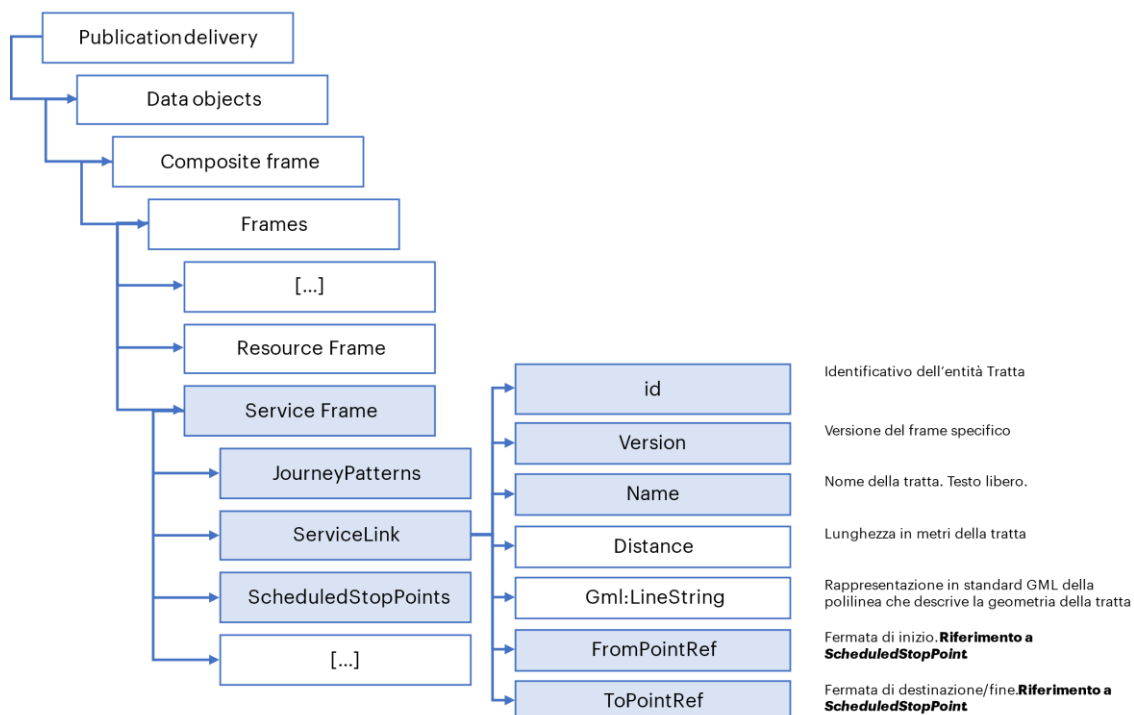 Publication delivery
Data objects
Composite frame
Frames
[...]
Resource Frame
Service Frame
JourneyPatterns
ServiceLink
ScheduledStopPoints
[...]
id
Identificativo dell'entità Tratta
Version
Versione del frame specifico
Name
Nome della tratta. Testo libero.
Distance
Lunghezza in metri della tratta
Gml:LineString
Rappresentazione in standard GML della
polilinea che descrive la geometria della tratta
FromPointRef
Fermata di inizio. Riferimento a
ScheduledStopPoint.
ToPointRef
Fermata di destinazione/fine. Riferimento a
ScheduledStopPoint.